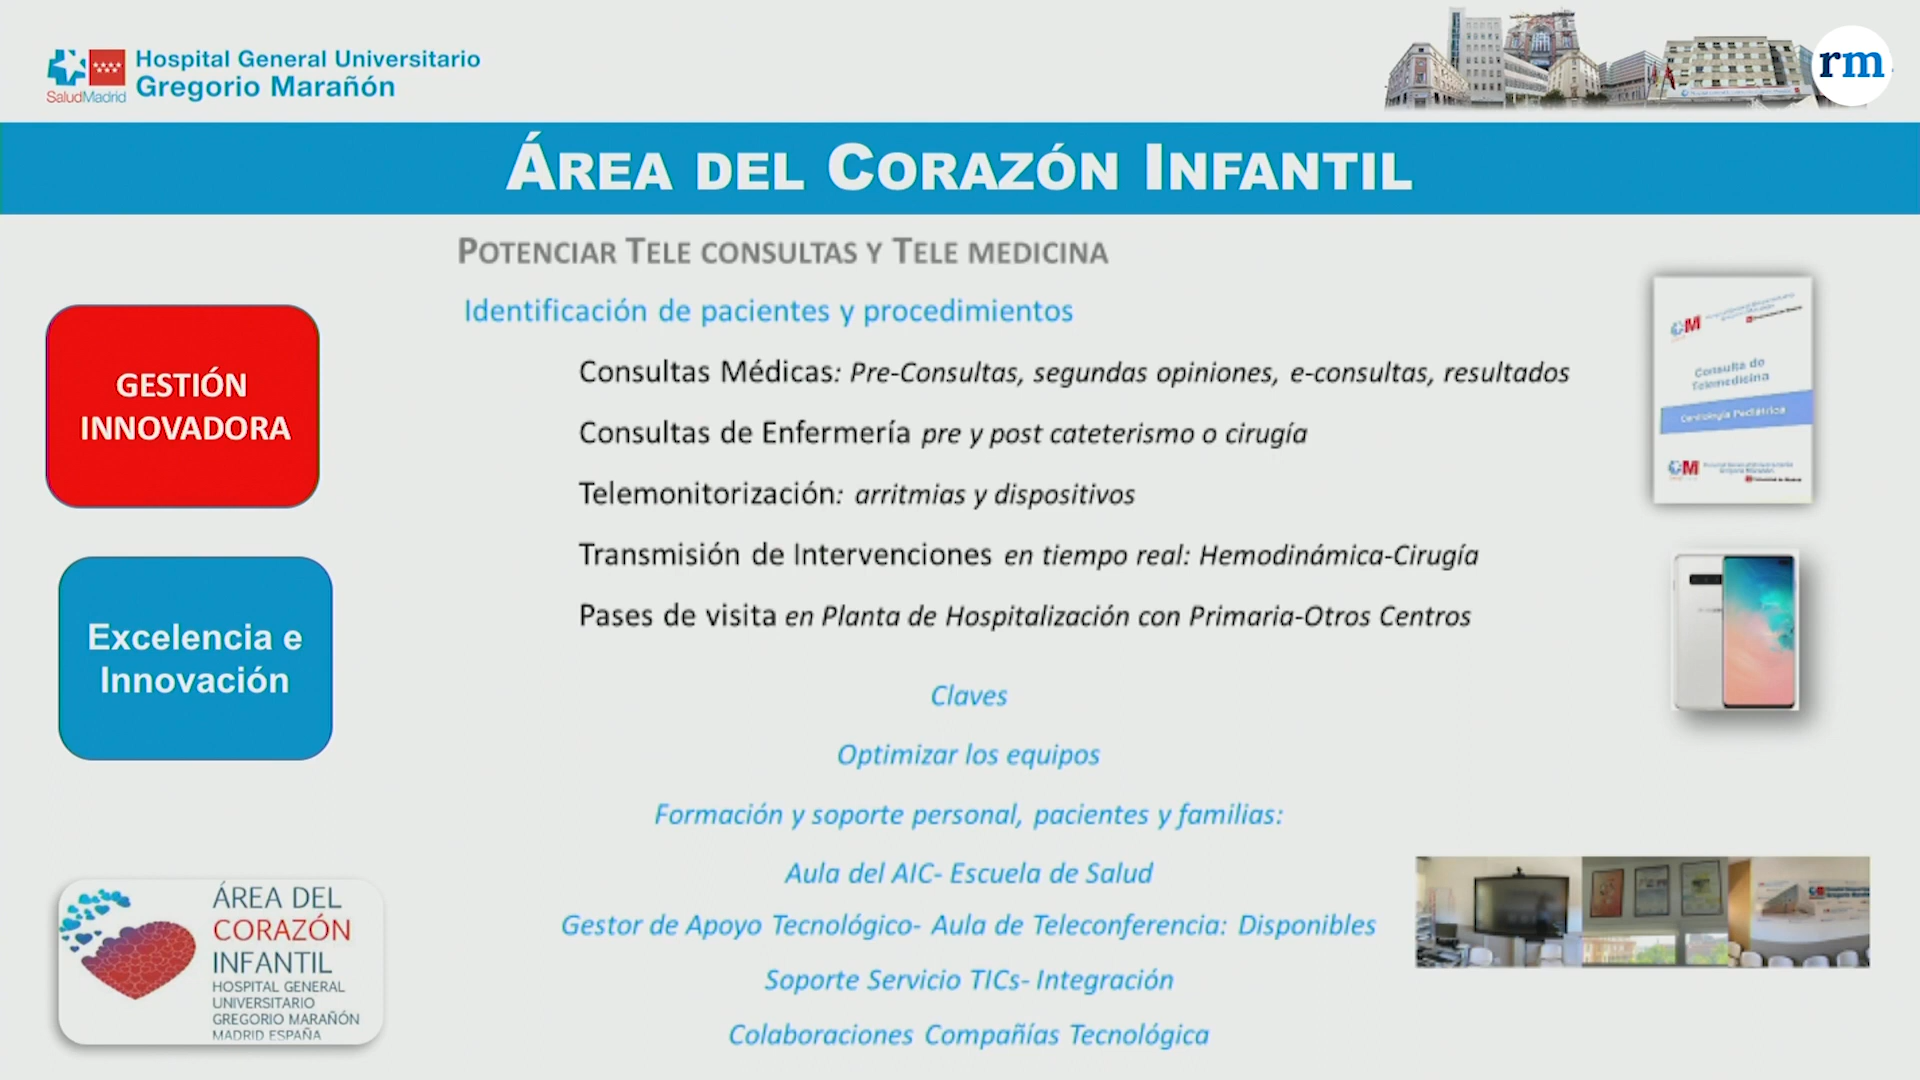 Hospital General Universitario
Gregorio Marañón
SaludMadrid
rm
ÁREA DEL CORAZÓN INFANTIL
POTENCIAR TELE CONSULTAS Y TELE MEDICINA
Identificación de pacientes y procedimientos
GESTIÓN
INNOVADORA
Consultas Médicas: Pre-Consultas, segundas opiniones, e-consultas, resultados
Consultas de Enfermería pre y post cateterismo o cirugía
Telemonitorización: arritmias y dispositivos
Transmisión de Intervenciones en tiempo real: Hemodinámica-Cirugía
Pases de visita en Planta de Hospitalización con Primaria-Otros Centros
Consulta de
Telemedicina
Cardiología Pediátrica
Excelencia e
Innovación
Claves
Optimizar los equipos
Formación y soporte personal, pacientes y familias:
Aula del AIC- Escuela de Salud
Gestor de Apoyo Tecnológico- Aula de Teleconferencia: Disponibles
Soporte Servicio TICs- Integración
Colaboraciones Compañías Tecnológica
ÁREA DEL
CORAZÓN
INFANTIL
HOSPITAL GENERAL
UNIVERSITARIO
GREGORIO MARAÑÓN
MADRID ESPAÑA